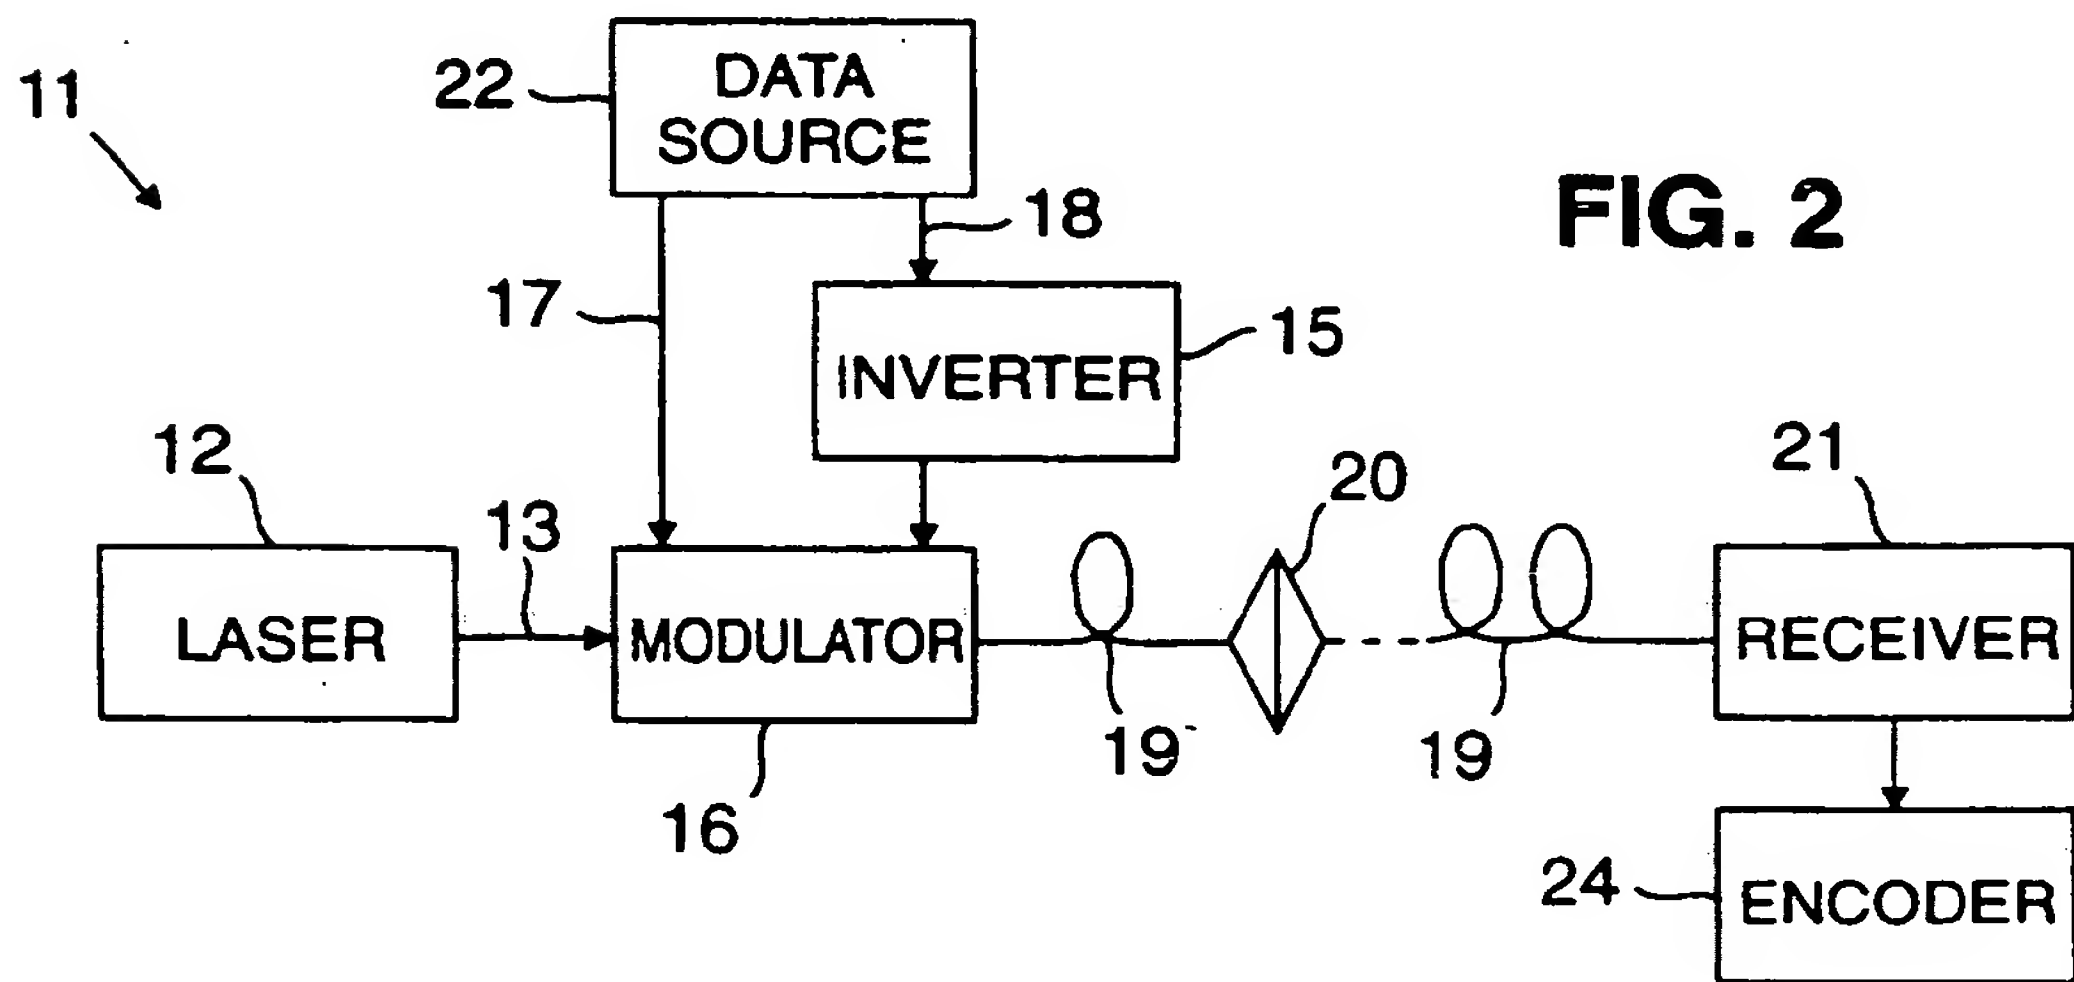 11
22
DATA
SOURCE
FIG. 2
18
17
15
INVERTER
12
13
20
21
LASER
MODULATOR
RECEIVER
19
19
16
24
ENCODER